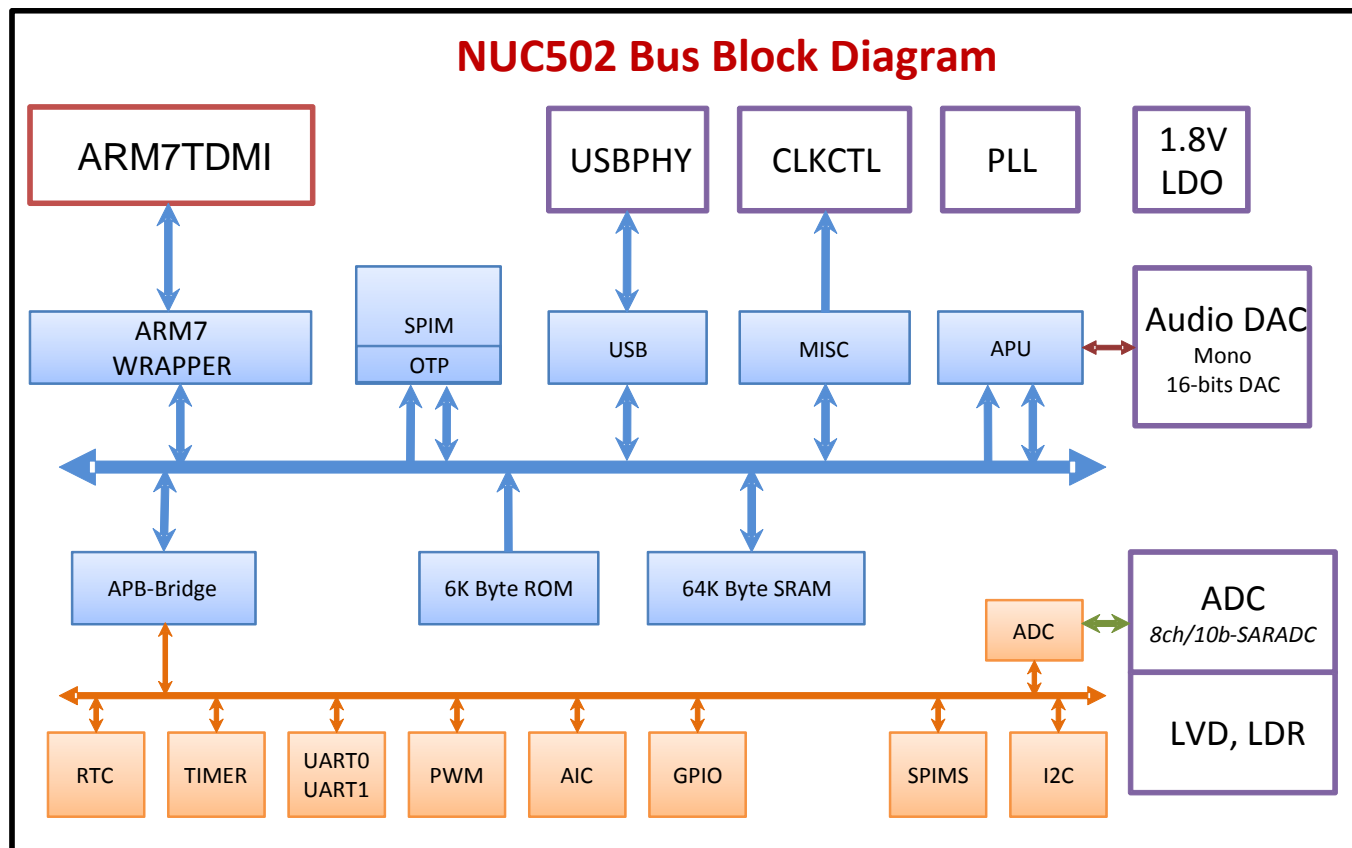 NUC502 Bus Block Diagram
ARM7TDMI
USBPHY
CLKCTL
PLL
1.8V
LDO
ARM7
WRAPPER
SPIM
OTP
USB
MISC
APU
Audio DAC
Mono
16-bits DAC
APB-Bridge
6K Byte ROM
64K Byte SRAM
ADC
ADC
8ch/10b-SARADC
LVD, LDR
RTC
TIMER
UART0
UART1
PWM
AIC
GPIO
SPIMS
I2C